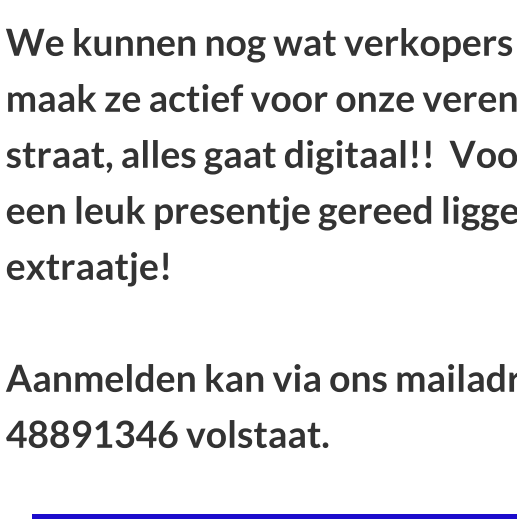 We kunnen nog wat verkopers
maak ze actief voor onze veren
straat, alles gaat digitaal!! Voo
een leuk presentje gereed ligge
extraatje!
Aanmelden kan via ons mailadr
48891346 volstaat.